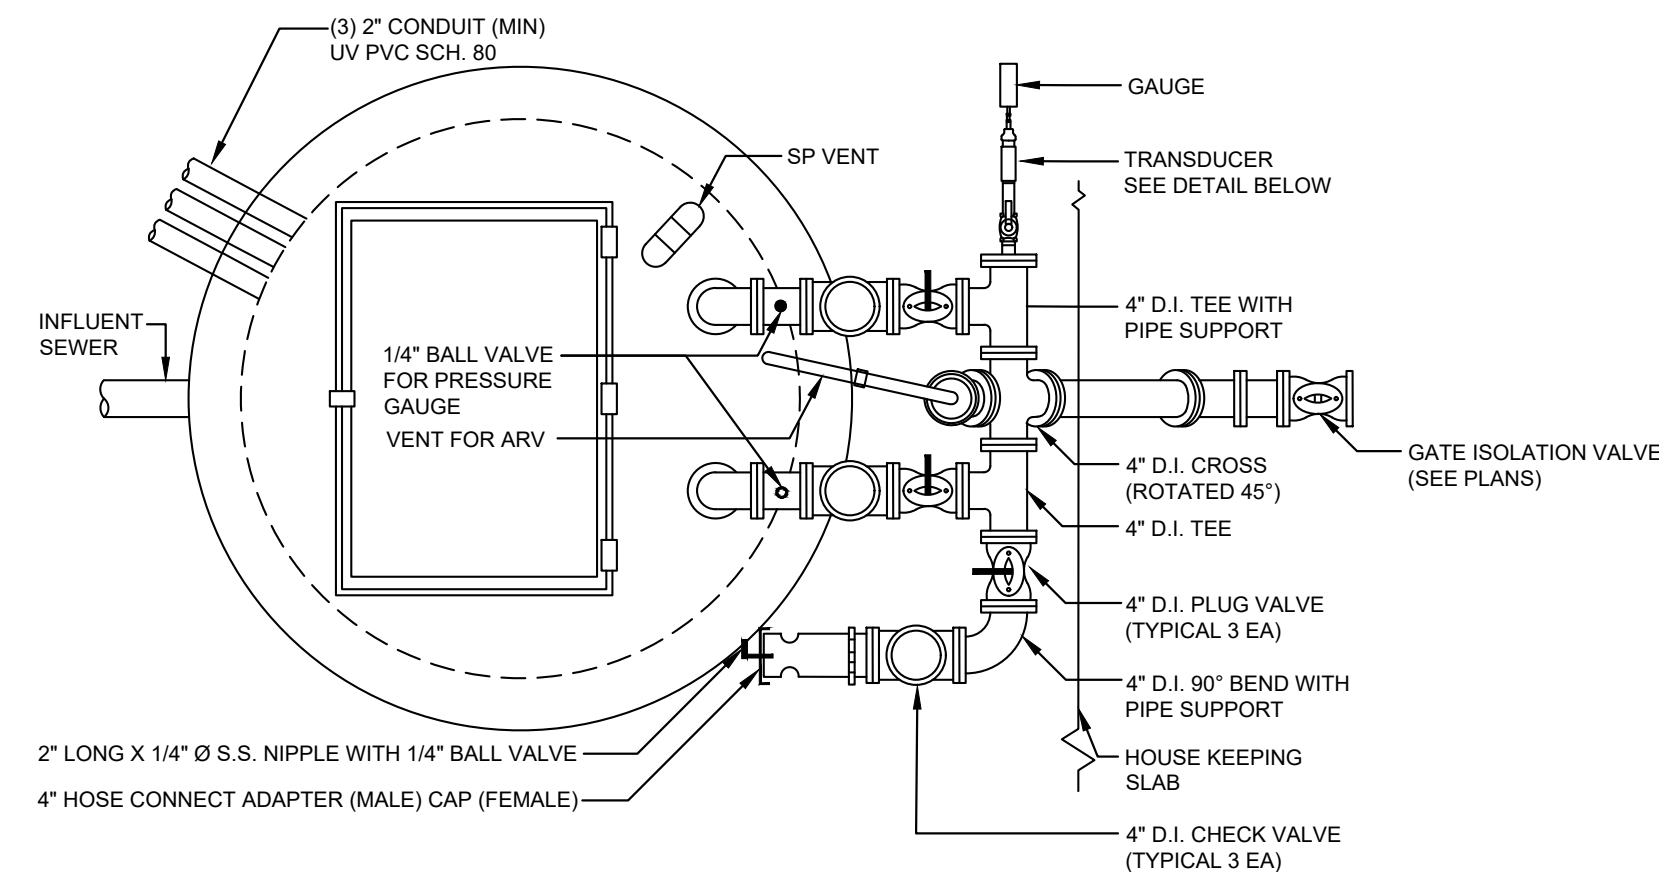 (3) 2" CONDUIT (MIN)
UV PVC SCH. 80
GAUGE
SP VENT
TRANSDUCER
SEE DETAIL BELOW
INFLUENT
SEWER
4" D.I. TEE WITH
PIPE SUPPORT
1/4" BALL VALVE
FOR PRESSURE
GAUGE
VENT FOR ARV
GATE ISOLATION VALVE
(SEE PLANS)
4" D.I. CROSS
(ROTATED 45°)
4" D.I. TEE
4" D.I. PLUG VALVE
(TYPICAL 3 EA)
4" D.I. 90° BEND WITH
PIPE SUPPORT
2" LONG X 1/4" Ø S.S. NIPPLE WITH 1/4" BALL VALVE
HOUSE KEEPING
SLAB
4" HOSE CONNECT ADAPTER (MALE) CAP (FEMALE)
4" D.I. CHECK VALVE
(TYPICAL 3 EA)